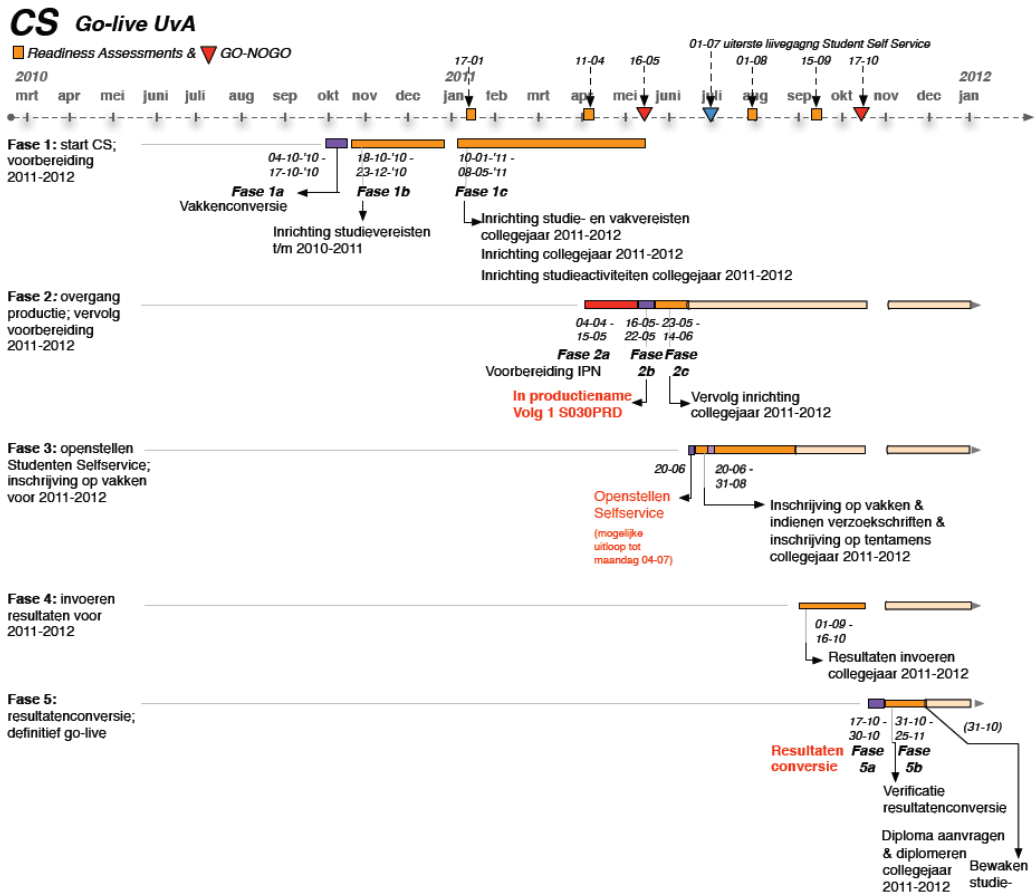 CS Go-live UvA
Readiness Assessments & GO-NOGO
01-07 uiterste liivegagng Student Self Service
17-01 11-04 16-05 01-08 15-09 17-10
2010 2011 2012
mrt apr mei juni juli aug sep okt nov dec jan feb mrt apr mei juni juli aug sep okt nov dec jan
Fase 1: start CS;
voorbereiding
2011-2012
04-10-'10 -
17-10-'10
Fase 1a
Vakkenconversie
18-10-'10 -
23-12-'10
Fase 1b
Inrichting studievereisten
t/m 2010-2011
10-01-'11 -
08-05-'11
Fase 1c
Inrichting studie- en vakvereisten
collegejaar 2011-2012
Inrichting collegejaar 2011-2012
Inrichting studieactiviteiten collegejaar 2011-2012
Fase 2: overgang
productie; vervolg
voorbereiding
2011-2012
04-04 -
15-05
Fase 2a
Voorbereiding IPN
16-05-
22-05
Fase
2b
In productiename
Volg 1 S030PRD
23-05 -
14-06
Fase
2c
Vervolg inrichting
collegejaar 2011-2012
Fase 3: openstellen
Studenten Selfservice;
inschrijving op vakken
voor 2011-2012
20-06
Openstellen
Selfservice
(mogelijke
uitloop tot
maandag 04-07)
20-06 -
31-08
Inschrijving op vakken &
indienen verzoekschriften &
inschrijving op tentamens
collegejaar 2011-2012
Fase 4: invoeren
resultaten voor
2011-2012
01-09 -
16-10
Resultaten invoeren
collegejaar 2011-2012
Fase 5:
resultatenconversie;
definitief go-live
17-10 -
30-10
Fase
5a
Resultaten
conversie
31-10 -
25-11
Fase
5b
Verificatie
resultatenconversie
Diploma aanvragen
& diplomeren
collegejaar
2011-2012
(31-10)
Bewaken
studie-